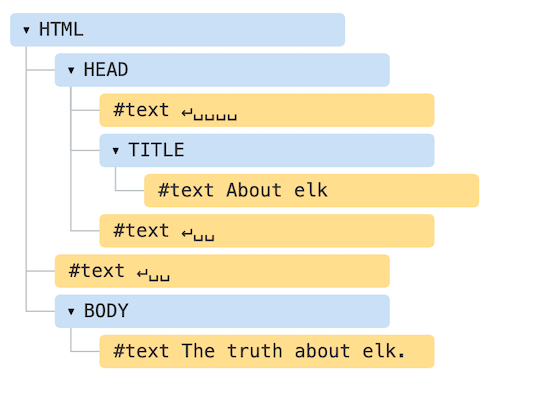 ▾ HTML
▾ HEAD
#text ↵␣␣␣␣
▾ TITLE
#text About elk
#text ↵␣␣
#text ↵␣␣
▾ BODY
#text The truth about elk.